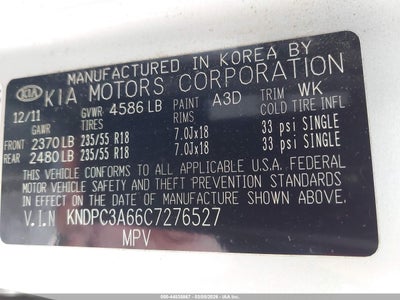 MANUFACTURED IN KOREA BY
KIA KIA MOTORS CORPORATION
12/11 GVWR 4586 LB PAINT A3D TRIM WK
GAWR TIRES RIMS COLD TIRE INFL
FRONT 2370 LB 235/55 R18 7.0Jx18 33 psi SINGLE
REAR 2480 LB 235/55 R18 7.0Jx18 33 psi SINGLE
THIS VEHICLE CONFORMS TO ALL APPLICABLE U.S.A. FEDERAL
MOTOR VEHICLE SAFETY AND THEFT PREVENTION STANDARDS
IN EFFECT ON THE DATE OF MANUFACTURE SHOWN ABOVE.
V.I.N KNDPC3A66C7276527
MPV